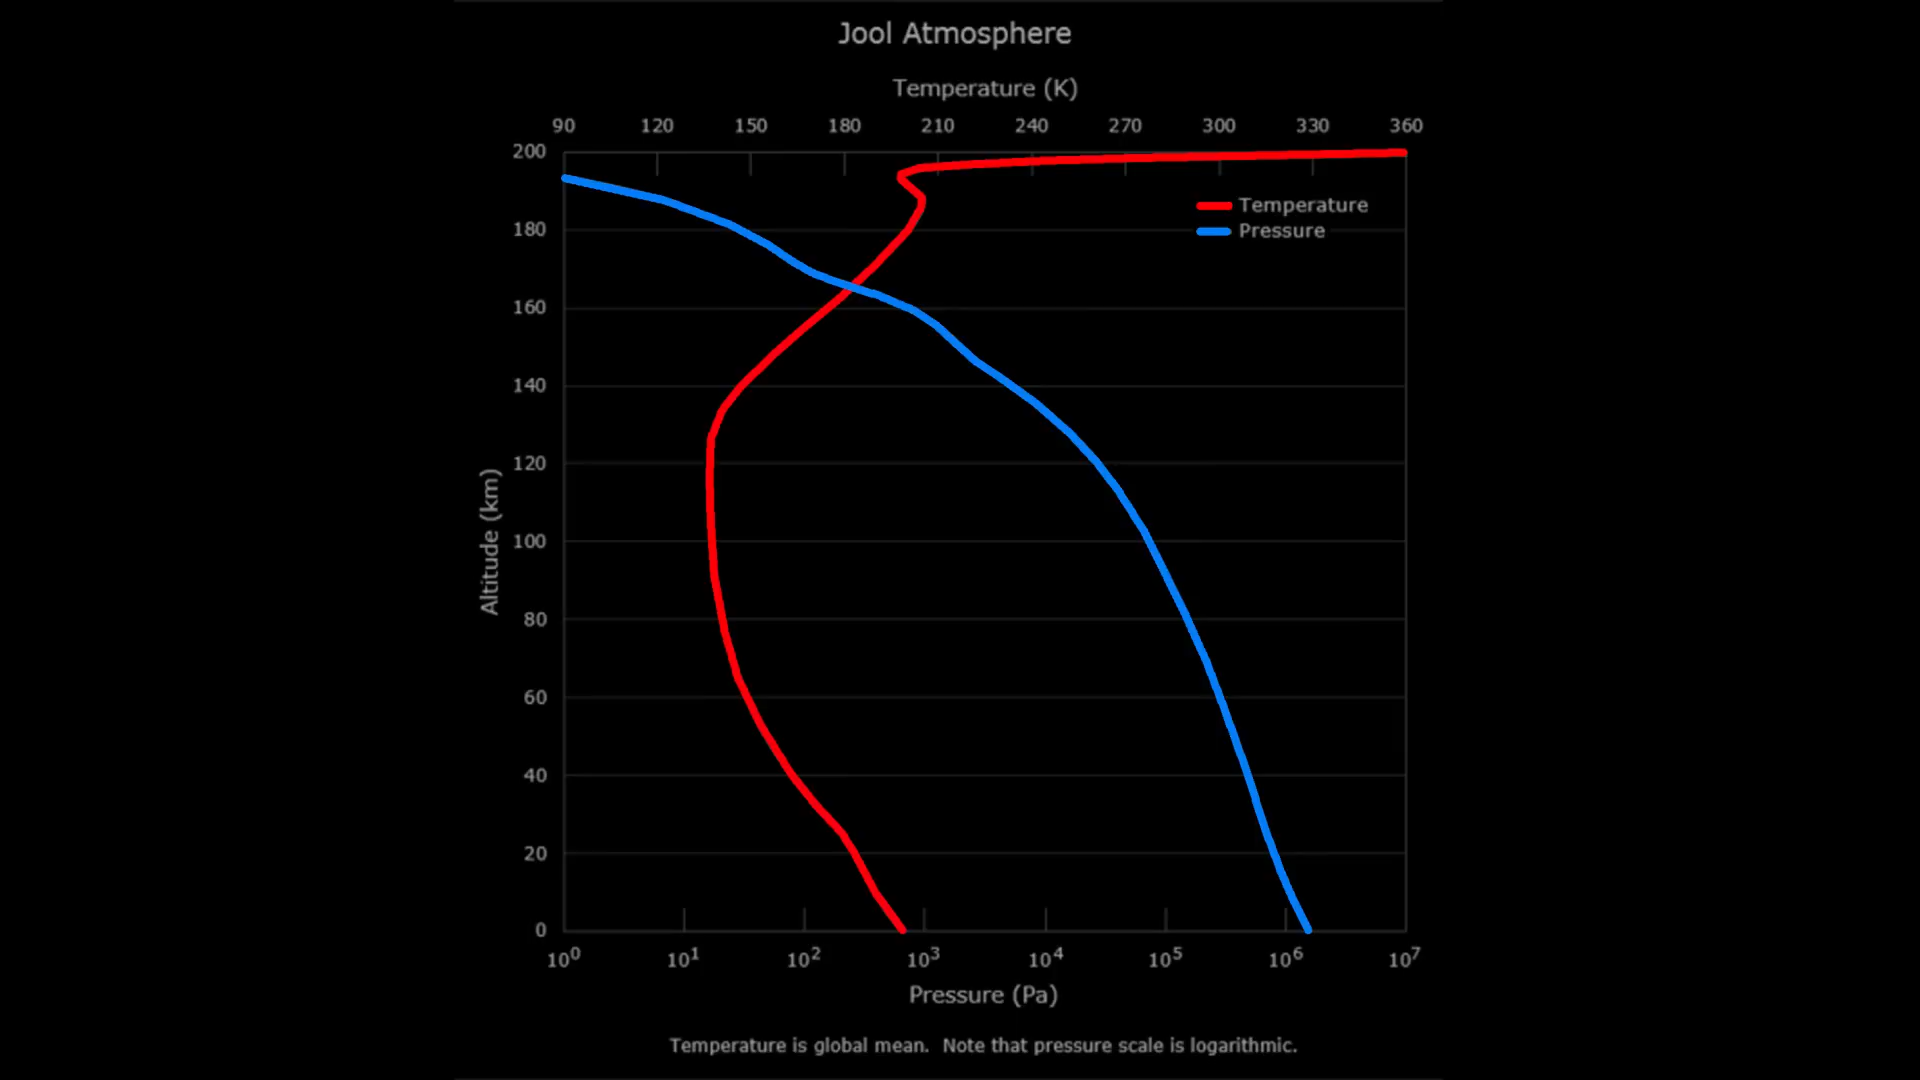 Jool Atmosphere
Temperature (K)
90 120 150 180 210 240 270 300 330 360
200
Temperature
Pressure
180
160
140
120
100
80
60
40
20
0
Altitude (km)
10⁰ 10¹ 10² 10³ 10⁴ 10⁵ 10⁶ 10⁷
Pressure (Pa)
Temperature is global mean. Note that pressure scale is logarithmic.